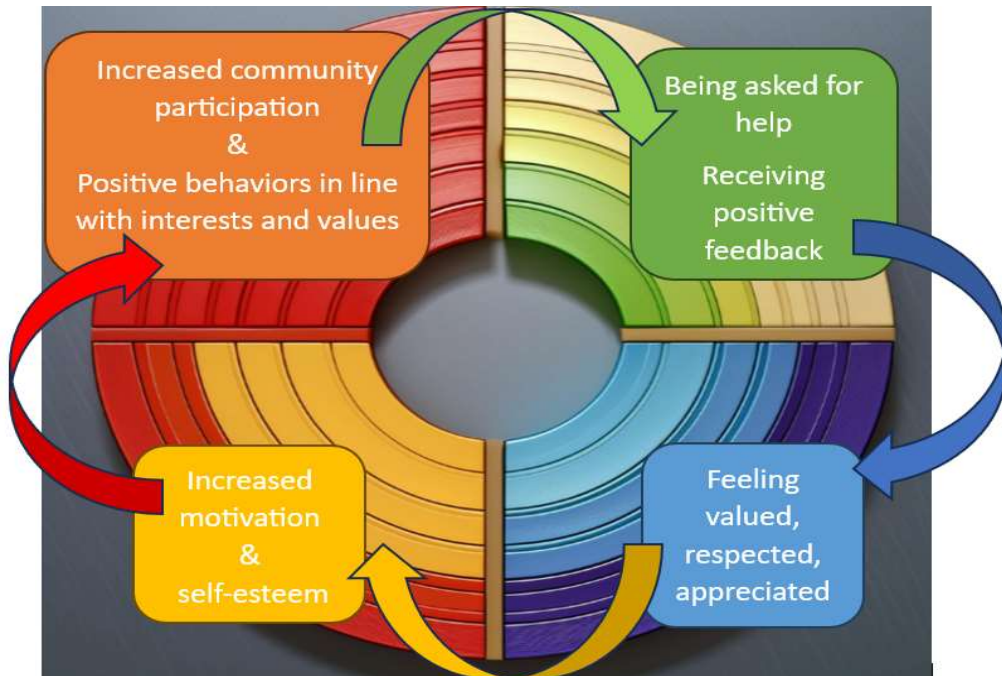 Increased community
participation
&
Positive behaviors in line
with interests and values
Being asked for
help
Receiving
positive
feedback
Feeling
valued,
respected,
appreciated
Increased
motivation
&
self-esteem